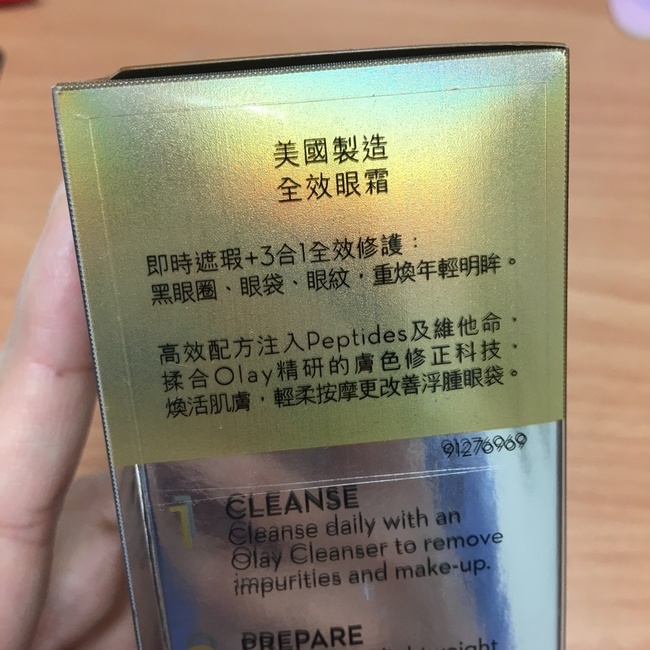 美國製造
全效眼霜
即時遮瑕+3合1全效修護：
黑眼圈、眼袋、眼紋，重煥年輕明眸。
高效配方注入Peptides及維他命，
揉合Olay精研的膚色修正科技，
煥活肌膚，輕柔按摩更改善浮腫眼袋。
91276969
1 CLEANSE
Cleanse daily with an
Olay Cleanser to remove
impurities and make-up.
PREPARE